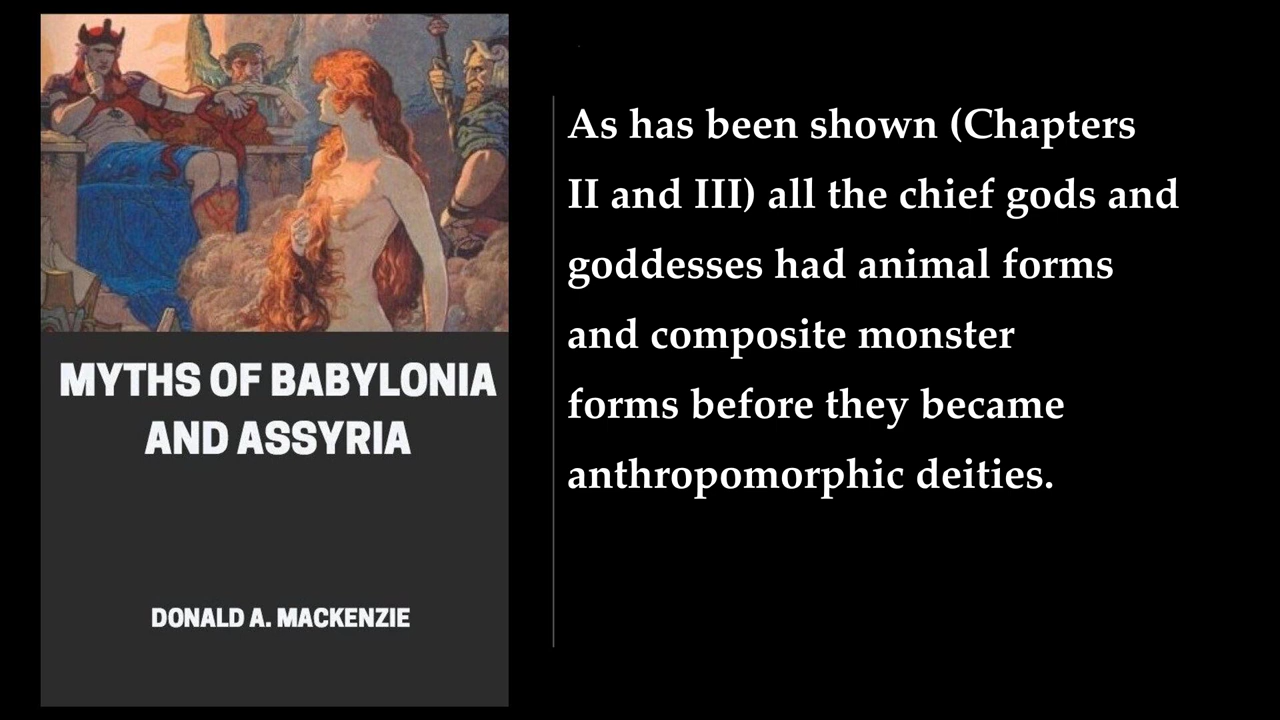 MYTHS OF BABYLONIA
AND ASSYRIA
DONALD A. MACKENZIE
As has been shown (Chapters
II and III) all the chief gods and
goddesses had animal forms
and composite monster
forms before they became
anthropomorphic deities.